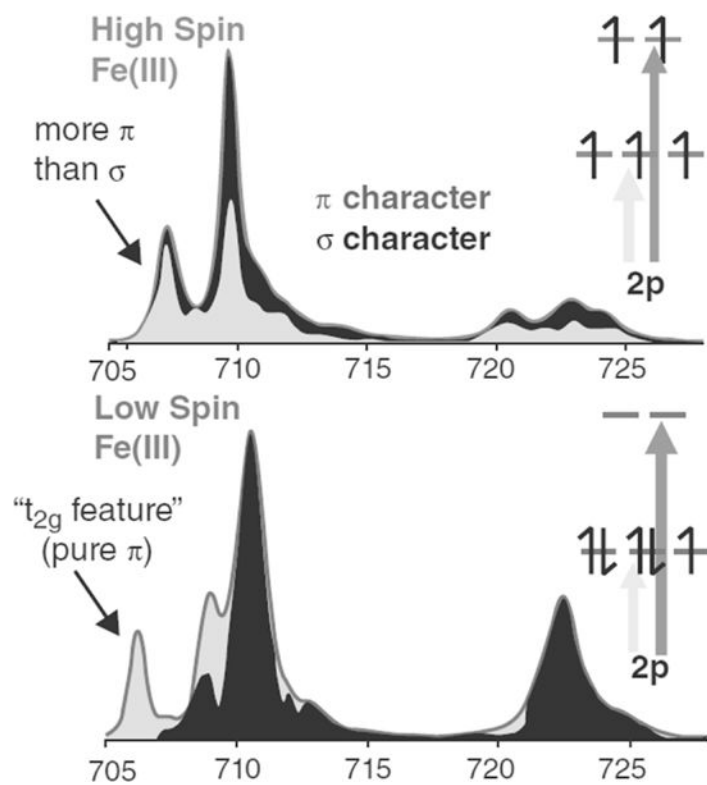 High Spin
Fe(III)
more π
than σ
π character
σ character
2p
705 710 715 720 725
Low Spin
Fe(III)
“t2g feature”
(pure π)
2p
705 710 715 720 725